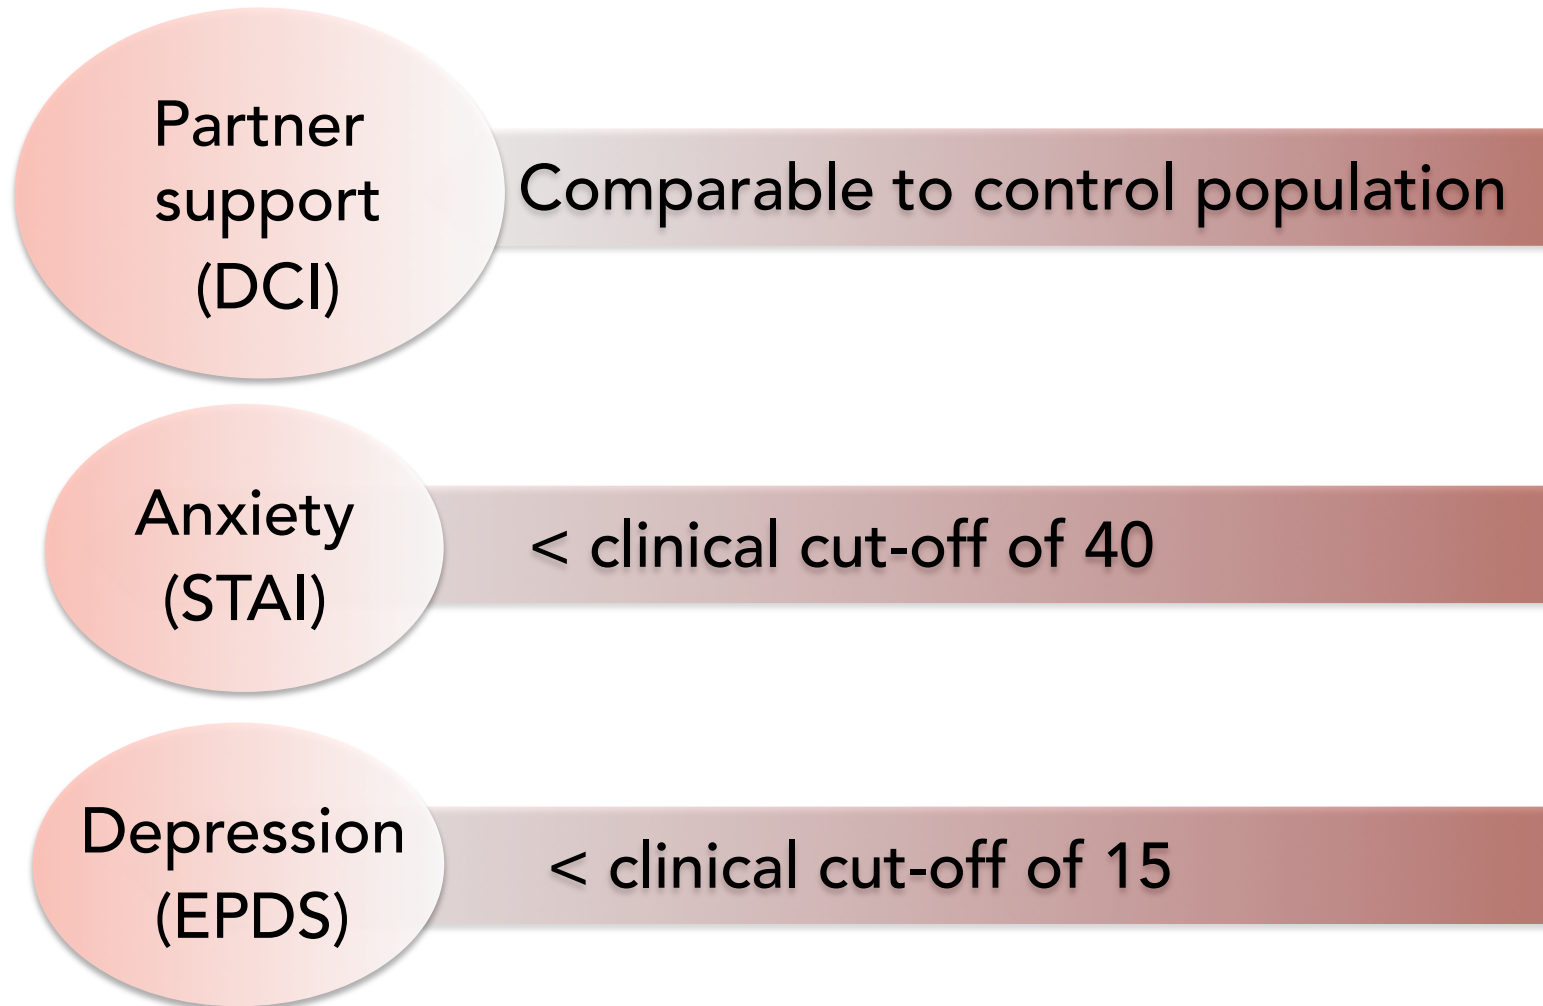 Partner
support
(DCI)
Comparable to control population
Anxiety
(STAI)
< clinical cut-off of 40
Depression
(EPDS)
< clinical cut-off of 15